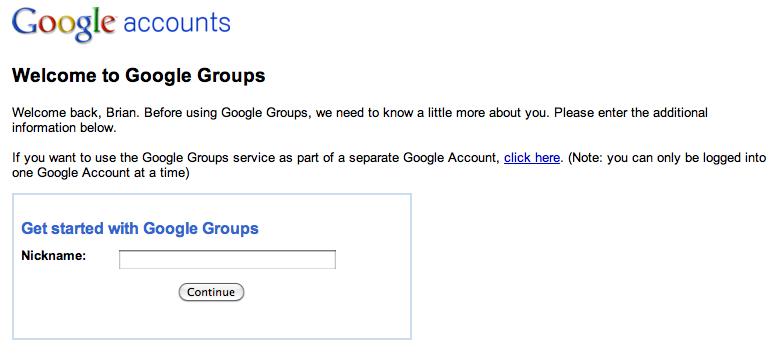 Google accounts
Welcome to Google Groups
Welcome back, Brian. Before using Google Groups, we need to know a little more about you. Please enter the additional
information below.
If you want to use the Google Groups service as part of a separate Google Account, click here. (Note: you can only be logged into
one Google Account at a time)
Get started with Google Groups
Nickname:
Continue